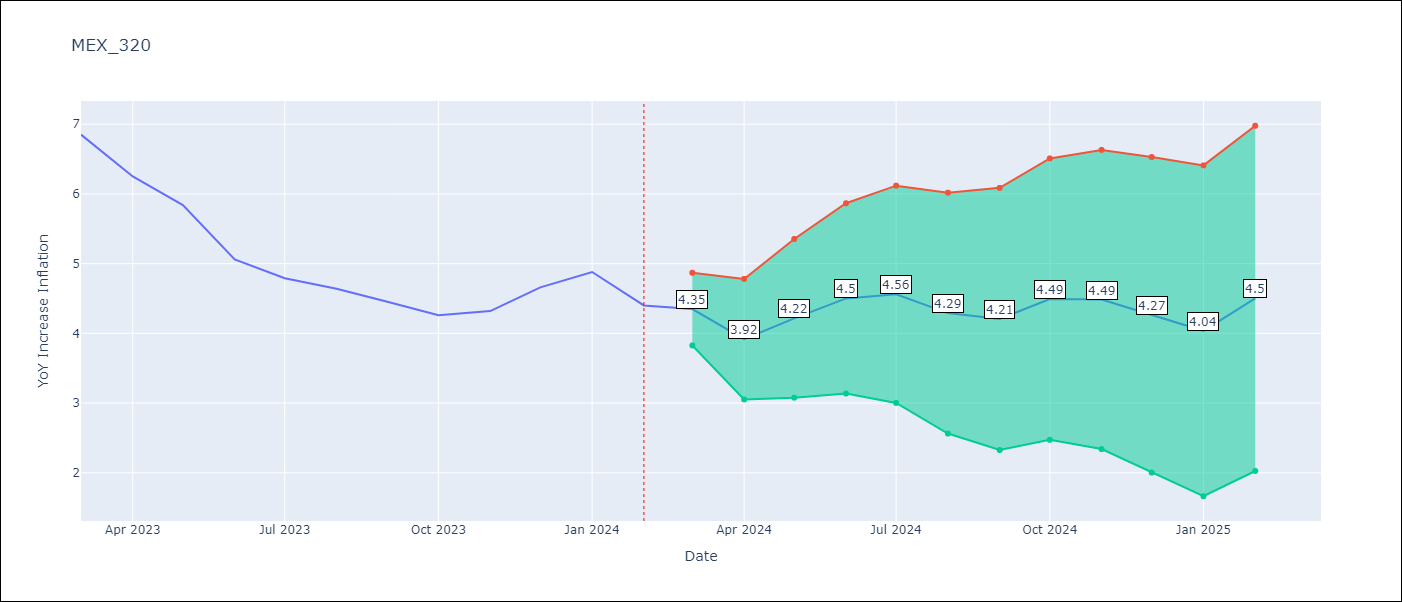 MEX_320
YoY Increase Inflation
7
6
5
4
3
2
4.35
3.92
4.22
4.5
4.56
4.29
4.21
4.49
4.49
4.27
4.04
4.5
Apr 2023
Jul 2023
Oct 2023
Jan 2024
Apr 2024
Jul 2024
Oct 2024
Jan 2025
Date